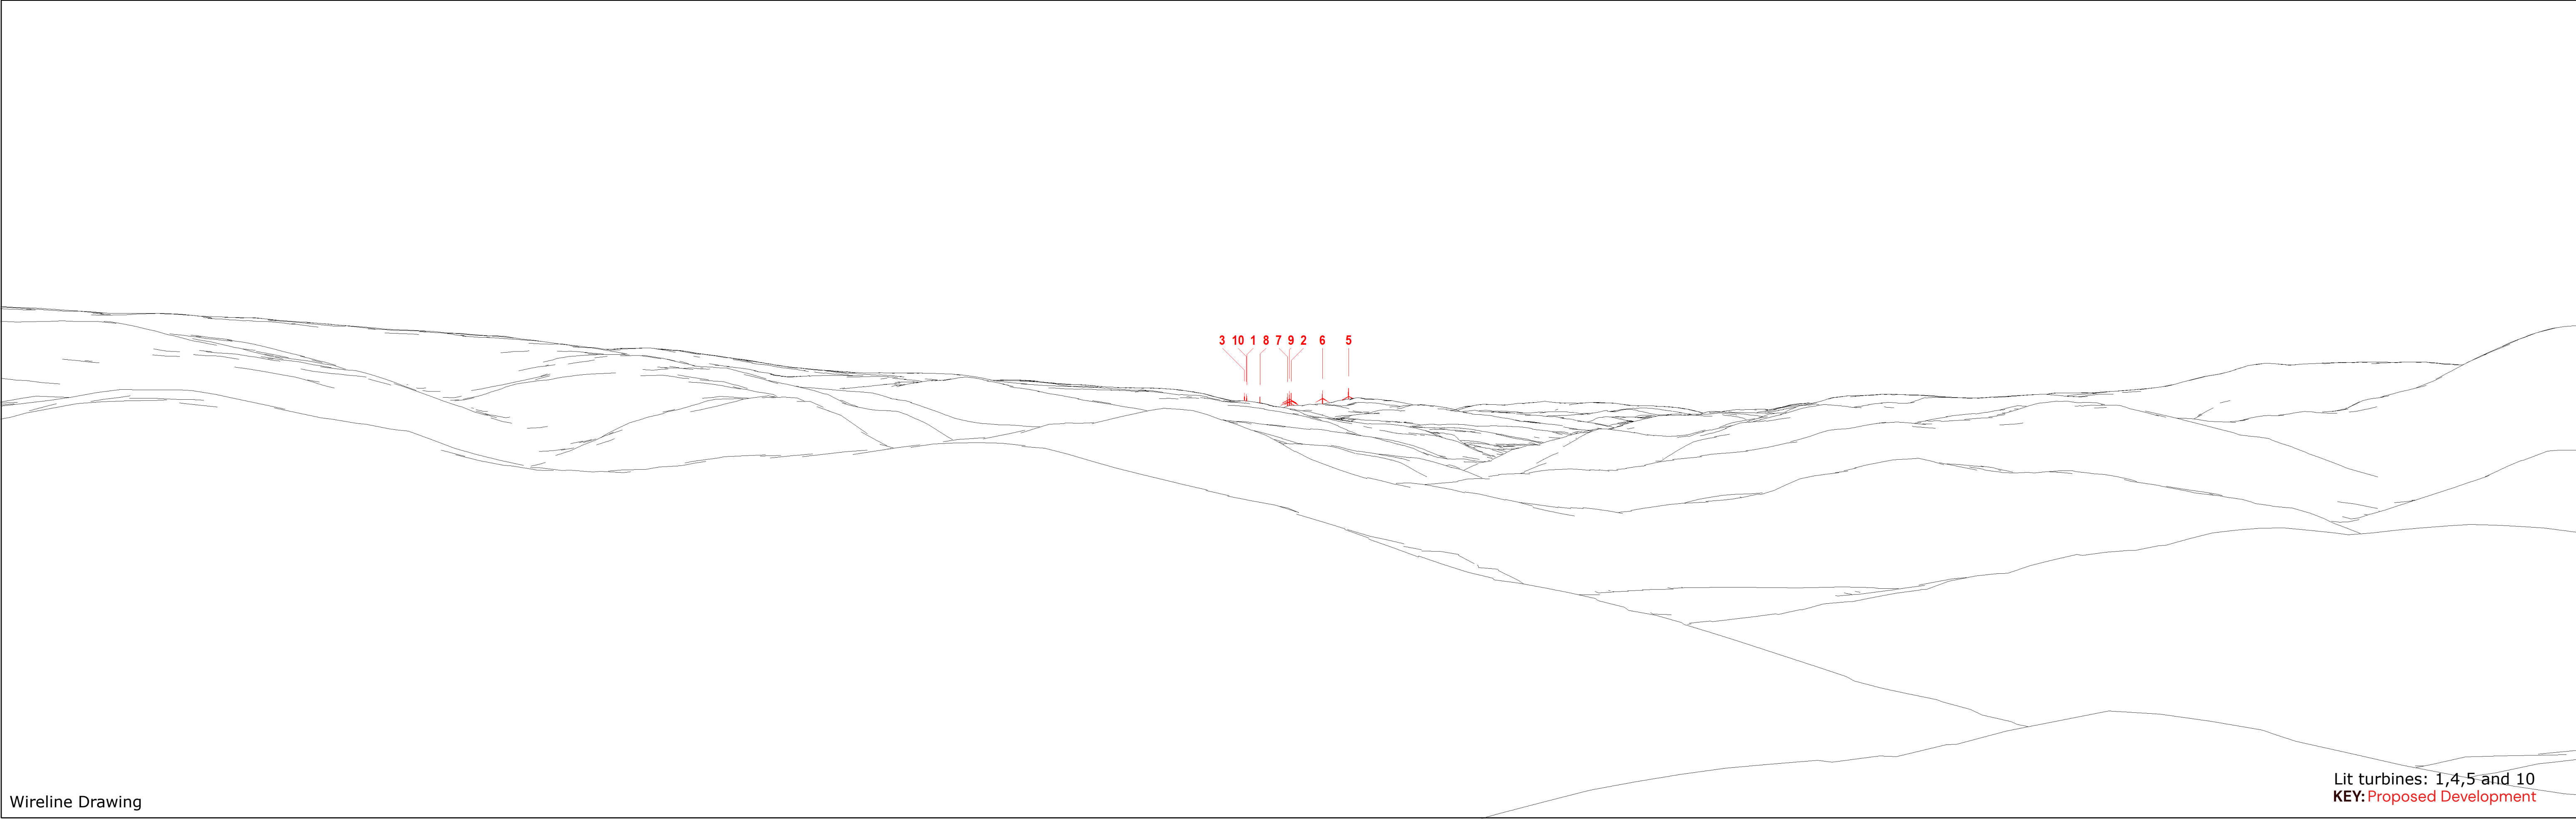 3 10 1 8 7 9 2 6 5
Wireline Drawing
Lit turbines: 1,4,5 and 10
KEY: Proposed Development